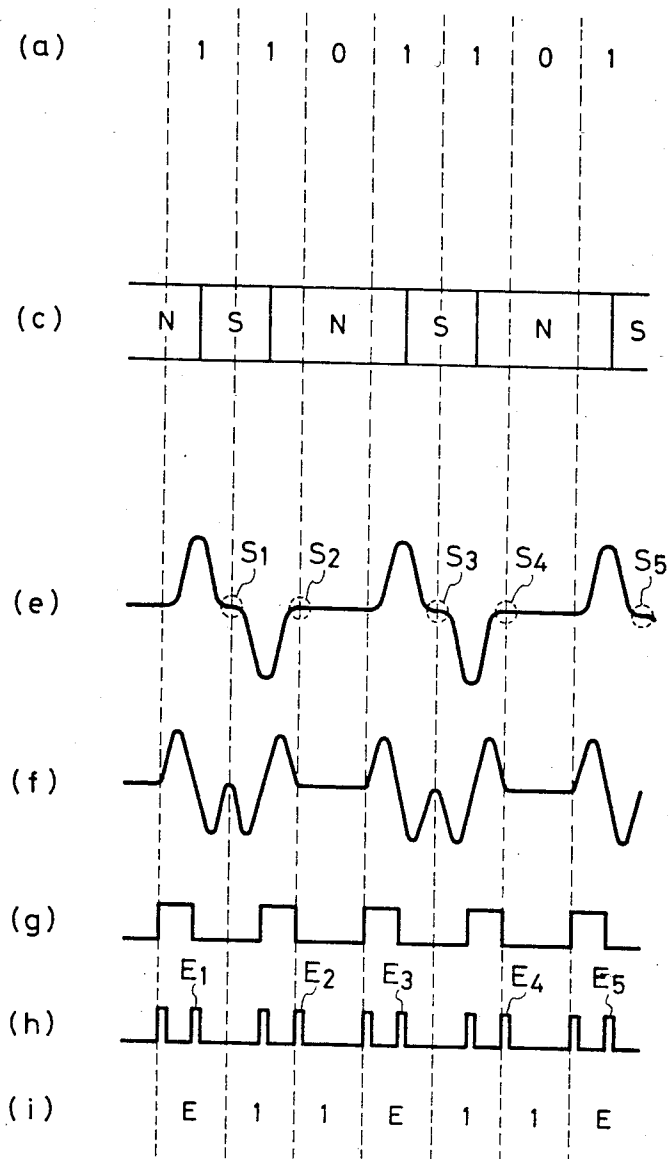 (a) 1 1 0 1 1 0 1
(c) N S N S N S
(e) S1 S2 S3 S4 S5
(f)
(g)
(h) E1 E2 E3 E4 E5
(i) E 1 1 E 1 1 E